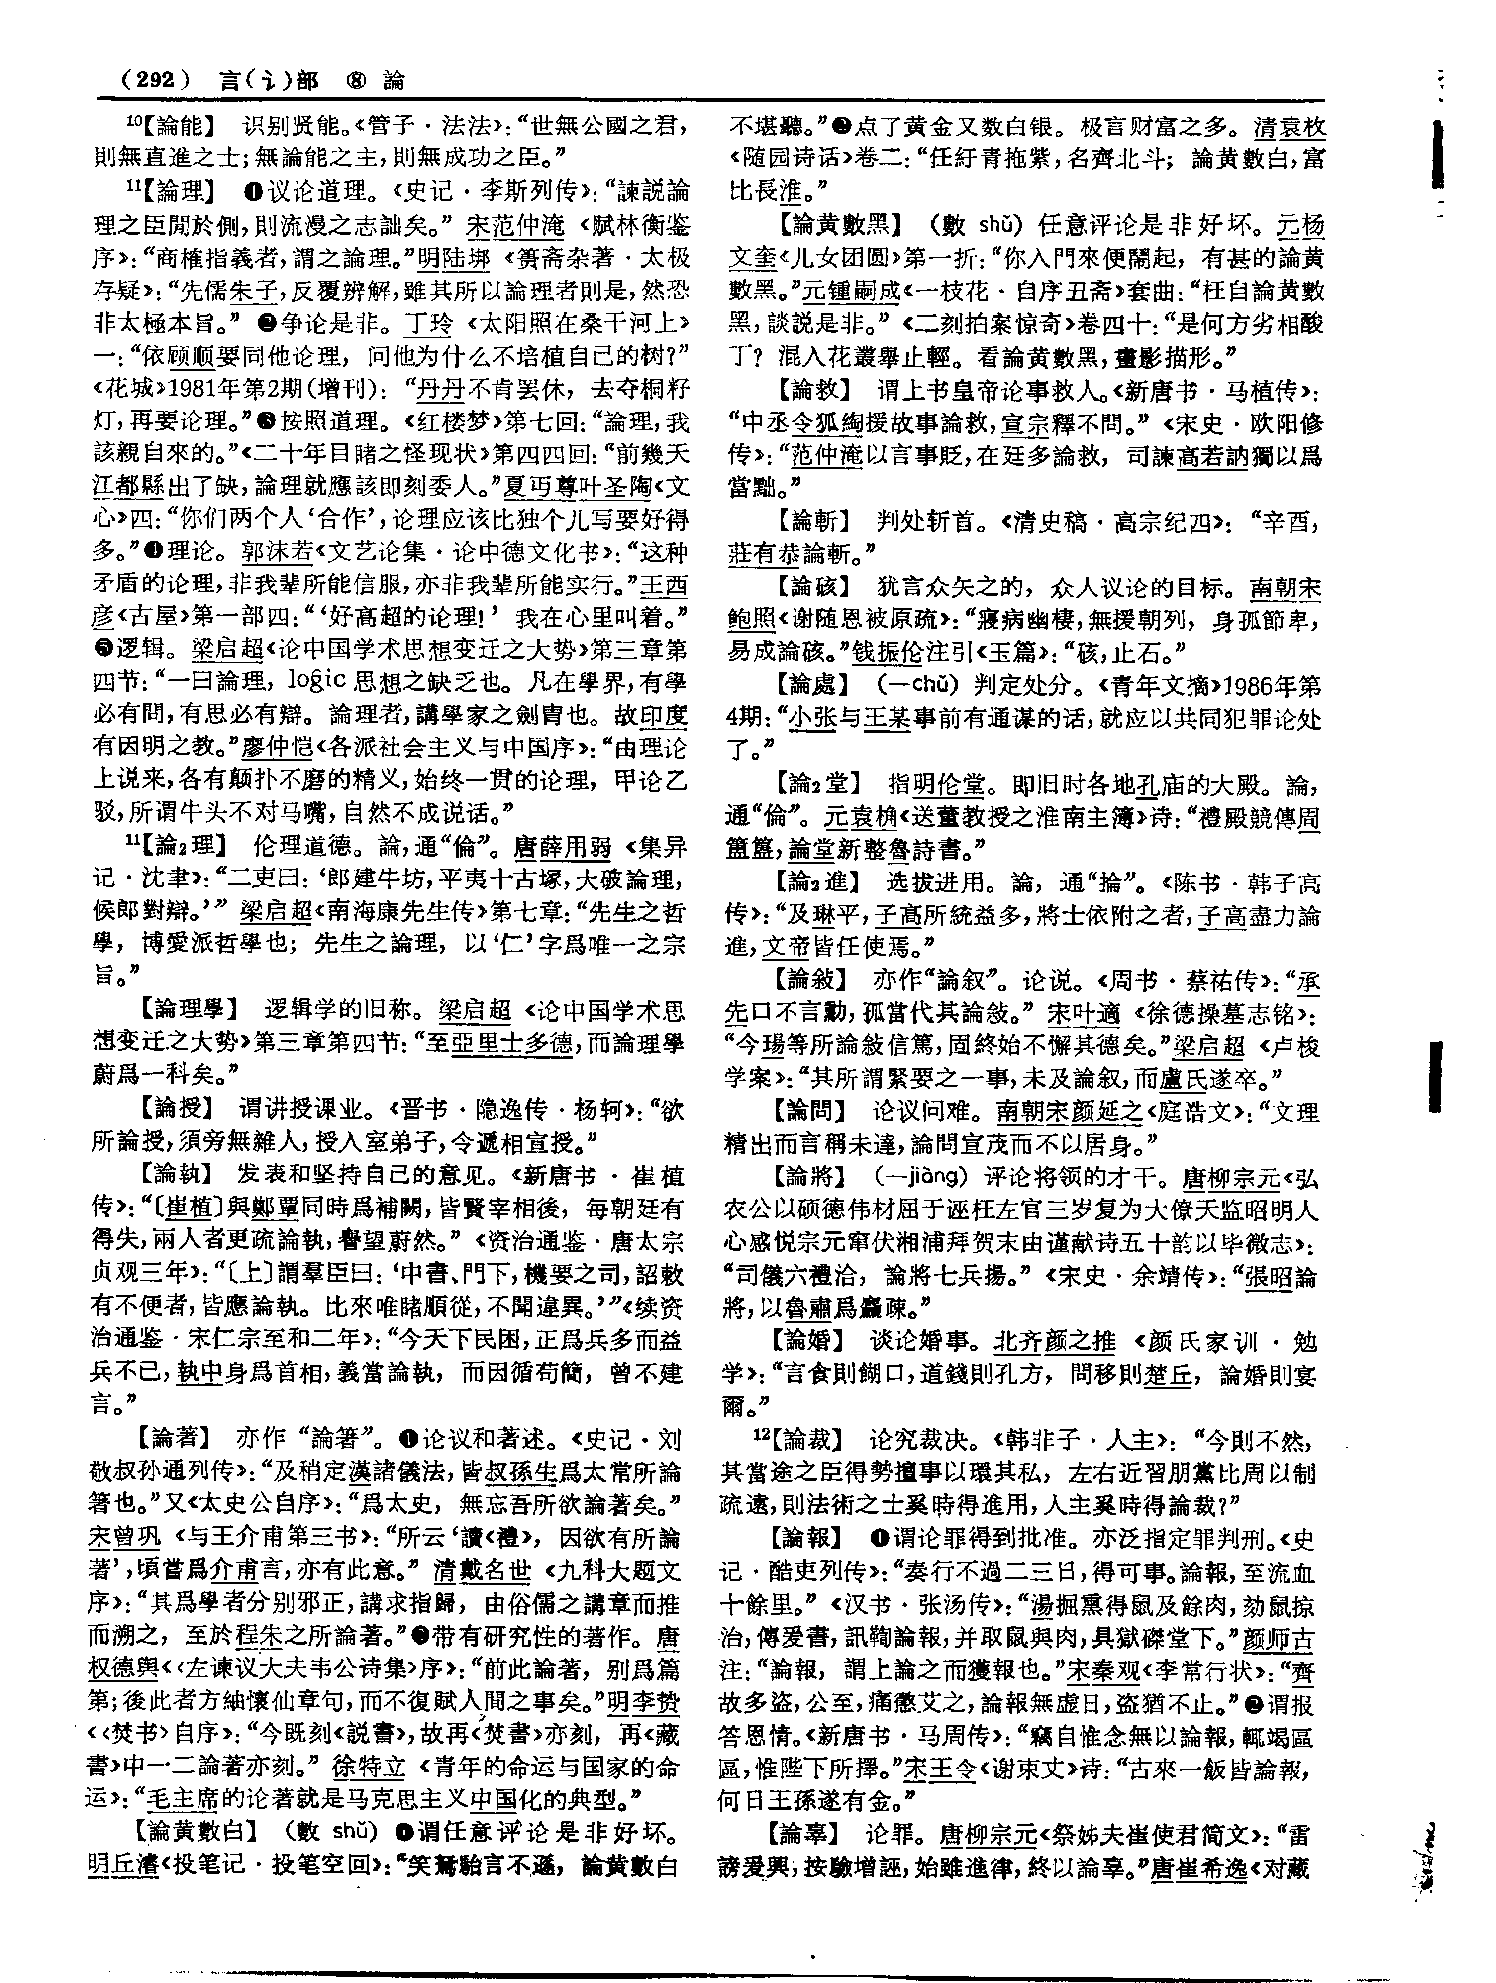 （292） 言(讠)部 ⑧ 論
10【論能】 识别贤能。《管子·法法》：“世無公國之君，
則無直進之士；無論能之主，則無成功之臣。”
11【論理】 ❶议论道理。《史记·李斯列传》：“諫説論
理之臣閒於側，則流漫之志詘矣。” 宋范仲淹《赋林衡鉴
序》：“商榷指義者，謂之論理。”明陆垹《篑斋杂著·太极
存疑》：“先儒朱子，反覆辨解，雖其所以論理者則是，然恐
非太極本旨。” ❷争论是非。丁玲《太阳照在桑干河上》
一：“依顾顺要同他论理，问他为什么不培植自己的树？”
《花城》1981年第2期(增刊)：“丹丹不肯罢休，去夺桐籽
灯，再要论理。”❸按照道理。《红楼梦》第七回：“論理，我
該親自來的。”《二十年目睹之怪现状》第四四回：“前幾天
江都縣出了缺，論理就應該即刻委人。”夏丏尊叶圣陶《文
心》四：“你们两个人‘合作’，论理应该比独个儿写要好得
多。”❹理论。郭沫若《文艺论集·论中德文化书》：“这种
矛盾的论理，非我辈所能信服，亦非我辈所能实行。”王西
彦《古屋》第一部四：“‘好高超的论理！’我在心里叫着。”
❺逻辑。梁启超《论中国学术思想变迁之大势》第三章第
四节：“一曰論理，logic思想之缺乏也。凡在學界，有學
必有問，有思必有辯。論理者，講學家之劍冑也。故印度
有因明之教。”廖仲恺《各派社会主义与中国序》：“由理论
上说来，各有颠扑不磨的精义，始终一贯的论理，甲论乙
驳，所谓牛头不对马嘴，自然不成说话。”
11【論2理】 伦理道德。論，通“倫”。唐薛用弱《集异
记·沈聿》：“二吏曰：‘郎建牛坊，平夷十古塚，大破論理，
候郎對辯。’” 梁启超《南海康先生传》第七章：“先生之哲
學，博愛派哲學也；先生之論理，以‘仁’字爲唯一之宗
旨。”
【論理學】 逻辑学的旧称。梁启超《论中国学术思
想变迁之大势》第三章第四节：“至亞里士多德，而論理學
蔚爲一科矣。”
【論授】 谓讲授课业。《晋书·隐逸传·杨轲》：“欲
所論授，須旁無雜人，授入室弟子，令遞相宣授。”
【論執】 发表和坚持自己的意见。《新唐书·崔植
传》：“〔崔植〕與鄭覃同時爲補闕，皆賢宰相後，每朝廷有
得失，兩人者更疏論執，譽望蔚然。”《资治通鉴·唐太宗
贞观三年》：“〔上〕謂羣臣曰：‘中書、門下，機要之司，詔敕
有不便者，皆應論執。比來唯睹順從，不聞違異。’”《续资
治通鉴·宋仁宗至和二年》：“今天下民困，正爲兵多而益
兵不已，執中身爲首相，義當論執，而因循苟簡，曾不建
言。”
【論著】 亦作“論箸”。❶论议和著述。《史记·刘
敬叔孙通列传》：“及稍定漢諸儀法，皆叔孫生爲太常所論
箸也。”又《太史公自序》：“爲太史，無忘吾所欲論著矣。”
宋曾巩《与王介甫第三书》：“所云‘讀《禮》，因欲有所論
著’，頃嘗爲介甫言，亦有此意。” 清戴名世《九科大题文
序》：“其爲學者分别邪正，講求指歸，由俗儒之講章而推
而溯之，至於程朱之所論著。”❷带有研究性的著作。唐
权德舆《〈左谏议大夫韦公诗集〉序》：“前此論著，别爲篇
第；後此者方紬懷仙章句，而不復賦人間之事矣。”明李贽
《〈焚书〉自序》：“今既刻《説書》，故再《焚書》亦刻，再《藏
書》中一二論著亦刻。” 徐特立《青年的命运与国家的命
运》：“毛主席的论著就是马克思主义中国化的典型。”
【論黄數白】 （數 shǔ）❶谓任意评论是非好坏。
明丘濬《投笔记·投笔空回》：“笑駑駘言不遜，論黄數白
不堪聽。”❷点了黄金又数白银。极言财富之多。清袁枚
《随园诗话》卷二：“任紆青拖紫，名齊北斗；論黄數白，富
比長淮。”
【論黄數黑】 （數 shǔ）任意评论是非好坏。元杨
文奎《儿女团圆》第一折：“你入門來便鬧起，有甚的論黄
數黑。”元锺嗣成《一枝花·自序丑斋》套曲：“枉自論黄數
黑，談説是非。”《二刻拍案惊奇》卷四十：“是何方劣相酸
丁？混入花叢舉止輕。看論黄數黑，畫影描形。”
【論救】 谓上书皇帝论事救人。《新唐书·马植传》：
“中丞令狐綯援故事論救，宣宗釋不問。”《宋史·欧阳修
传》：“范仲淹以言事貶，在廷多論救，司諫高若訥獨以爲
當黜。”
【論斬】 判处斩首。《清史稿·高宗纪四》：“辛酉，
莊有恭論斬。”
【論硋】 犹言众矢之的，众人议论的目标。南朝宋
鲍照《谢随恩被原疏》：“寢病幽棲，無援朝列，身孤節卑，
易成論硋。”钱振伦注引《玉篇》：“硋，止石。”
【論處】 （一chǔ）判定处分。《青年文摘》1986年第
4期：“小张与王某事前有通谋的话，就应以共同犯罪论处
了。”
【論2堂】 指明伦堂。即旧时各地孔庙的大殿。論，
通“倫”。元袁桷《送董教授之淮南主簿》诗：“禮殿競傳周
簠簋，論堂新整魯詩書。”
【論2進】 选拔进用。論，通“掄”。《陈书·韩子高
传》：“及琳平，子高所統益多，將士依附之者，子高盡力論
進，文帝皆任使焉。”
【論敍】 亦作“論叙”。论说。《周书·蔡祐传》：“承
先口不言勳，孤當代其論敍。” 宋叶適《徐德操墓志铭》：
“今瑒等所論敍信篤，固終始不懈其德矣。”梁启超《卢梭
学案》：“其所謂緊要之一事，未及論叙，而盧氏遂卒。”
【論問】 论议问难。南朝宋颜延之《庭诰文》：“文理
精出而言稱未達，論問宣茂而不以居身。”
【論將】 （一jiàng）评论将领的才干。唐柳宗元《弘
农公以硕德伟材屈于诬枉左官三岁复为大僚天监昭明人
心感悦宗元窜伏湘浦拜贺末由谨献诗五十韵以毕微志》：
“司儀六禮洽，論將七兵揚。”《宋史·余靖传》：“張昭論
將，以魯肅爲麤疎。”
【論婚】 谈论婚事。北齐颜之推《颜氏家训·勉
学》：“言食則餬口，道錢則孔方，問移則楚丘，論婚則宴
爾。”
12【論裁】 论究裁决。《韩非子·人主》：“今則不然，
其當途之臣得勢擅事以環其私，左右近習朋黨比周以制
疏遠，則法術之士奚時得進用，人主奚時得論裁？”
【論報】 ❶谓论罪得到批准。亦泛指定罪判刑。《史
记·酷吏列传》：“奏行不過二三日，得可事。論報，至流血
十餘里。”《汉书·张汤传》：“湯掘熏得鼠及餘肉，劾鼠掠
治，傳爰書，訊鞫論報，并取鼠與肉，具獄磔堂下。”颜师古
注：“論報，謂上論之而獲報也。”宋秦观《李常行状》：“齊
故多盜，公至，痛懲艾之，論報無虚日，盜猶不止。”❷谓报
答恩情。《新唐书·马周传》：“竊自惟念無以論報，輒竭區
區，惟陛下所擇。”宋王令《谢束丈》诗：“古來一飯皆論報，
何日王孫遂有金。”
【論辜】 论罪。唐柳宗元《祭姊夫崔使君简文》：“雷
謗爰興，按驗增誣，始雖進律，終以論辜。”唐崔希逸《对藏